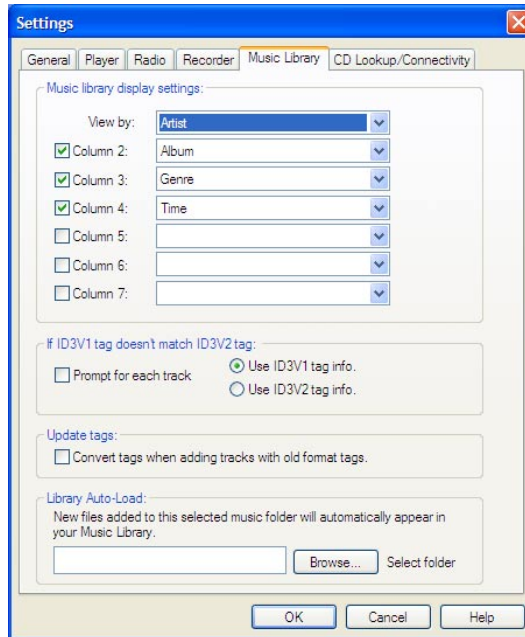 Settings
General Player Radio Recorder Music Library CD Lookup/Connectivity
Music library display settings:
View by: Artist
Column 2: Album
Column 3: Genre
Column 4: Time
Column 5:
Column 6:
Column 7:
If ID3V1 tag doesn't match ID3V2 tag:
Prompt for each track
Use ID3V1 tag info.
Use ID3V2 tag info.
Update tags:
Convert tags when adding tracks with old format tags.
Library Auto-Load:
New files added to this selected music folder will automatically appear in
your Music Library.
Browse... Select folder
OK Cancel Help